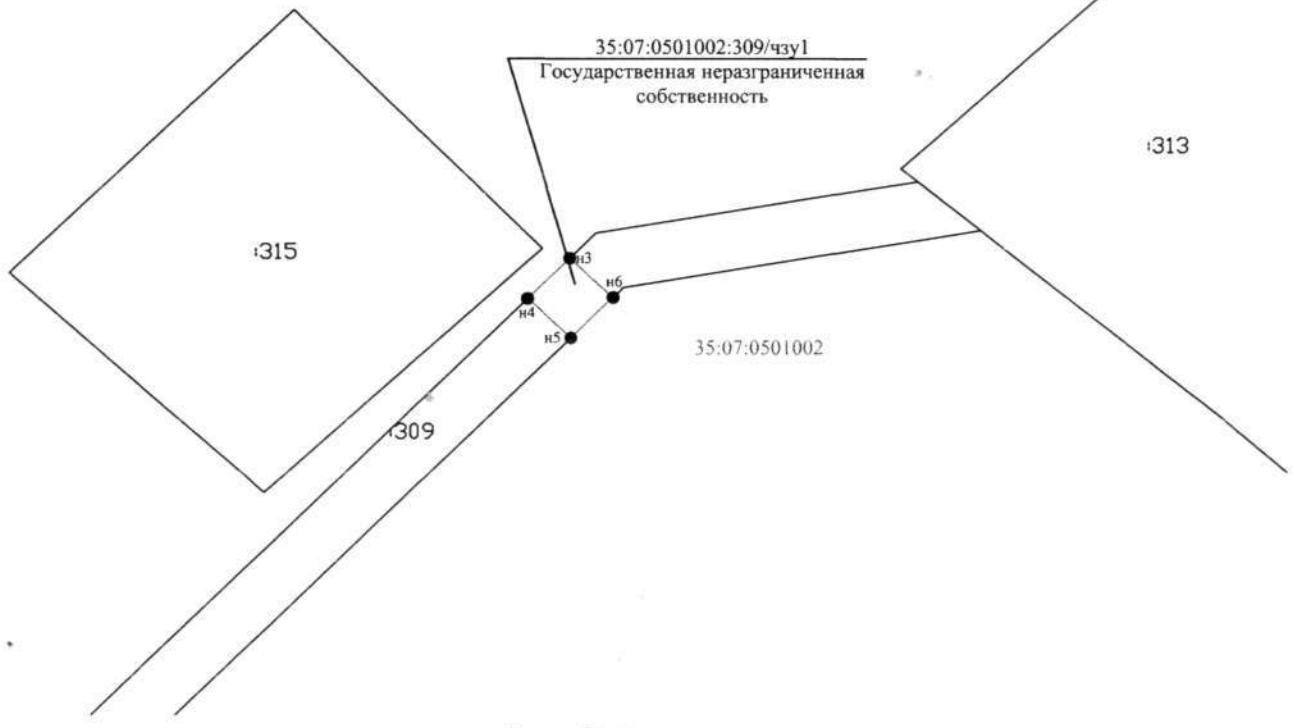 35:07:0501002:309/чзу1
Государственная неразграниченная
собственность
:313
:315
н3
н6
н4
н5
35:07:0501002
:309